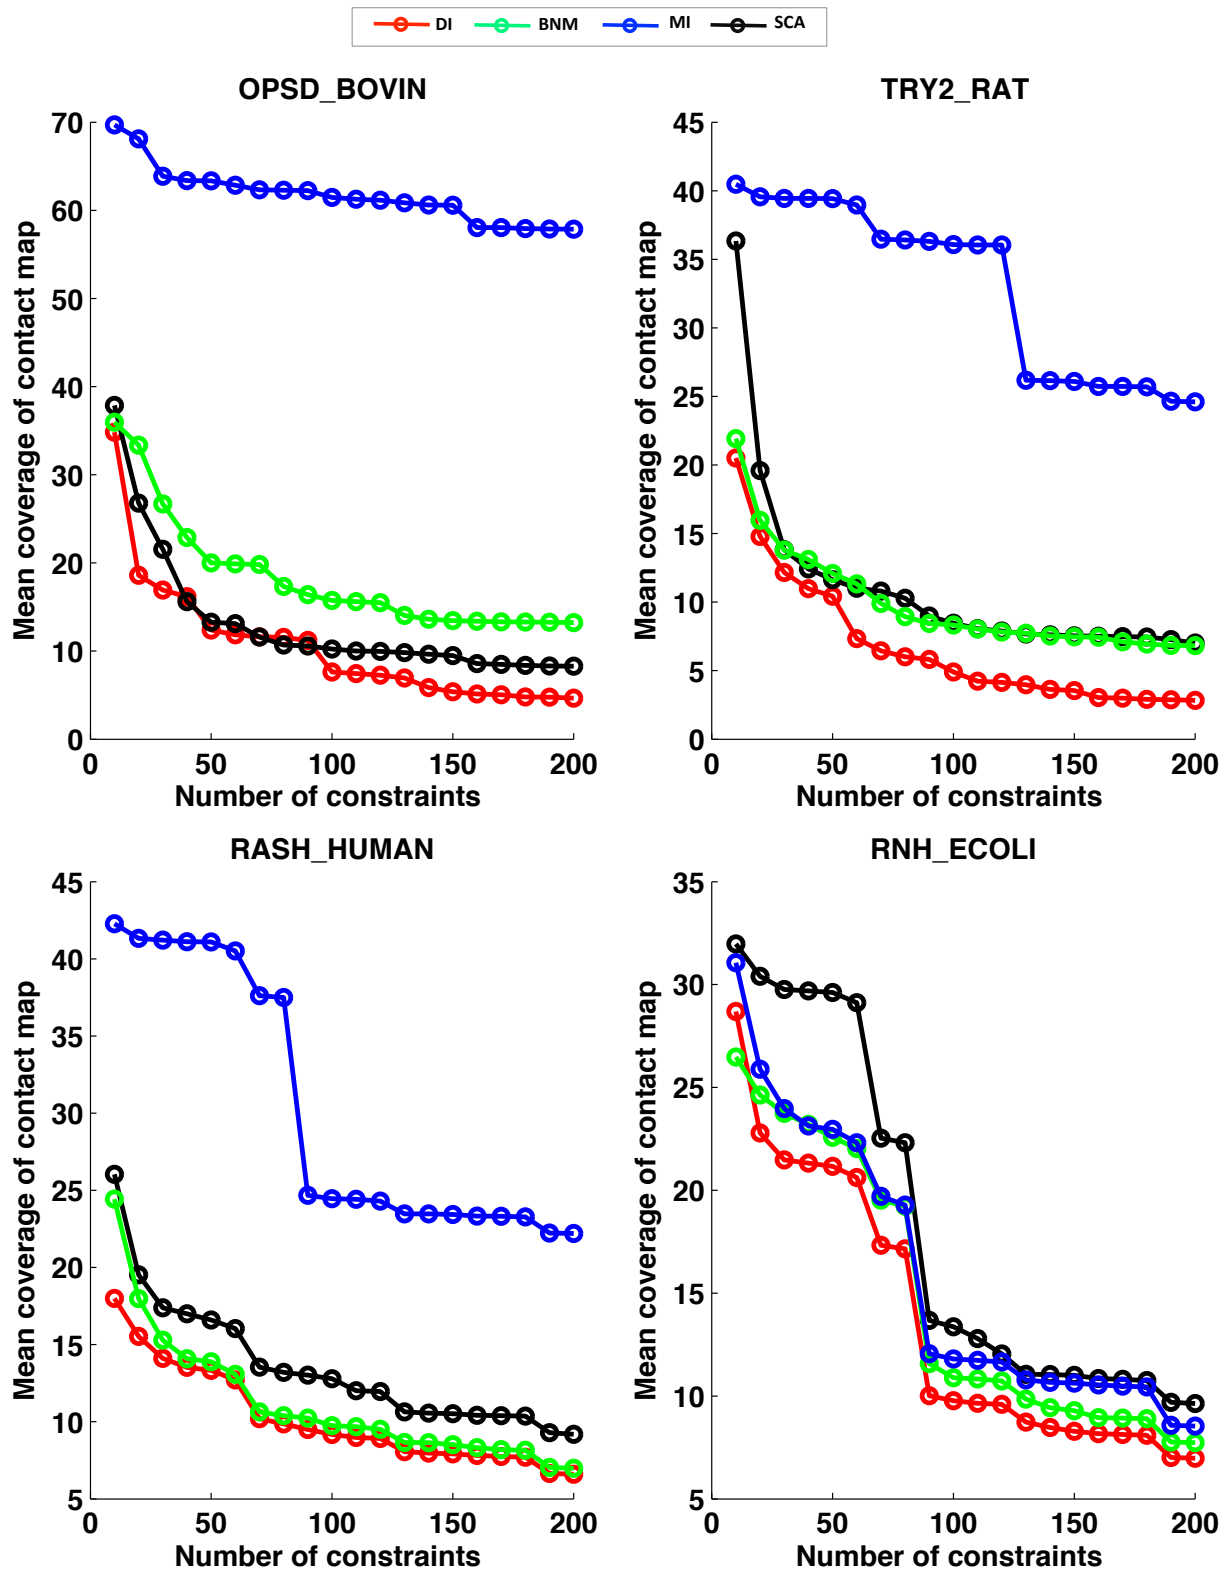 DI BNM MI SCA
OPSD_BOVIN
70
60
50
40
30
20
10
0
Mean coverage of contact map
0 50 100 150 200
Number of constraints
TRY2_RAT
45
40
35
30
25
20
15
10
5
0
Mean coverage of contact map
0 50 100 150 200
Number of constraints
RASH_HUMAN
45
40
35
30
25
20
15
10
5
Mean coverage of contact map
0 50 100 150 200
Number of constraints
RNH_ECOLI
35
30
25
20
15
10
5
Mean coverage of contact map
0 50 100 150 200
Number of constraints